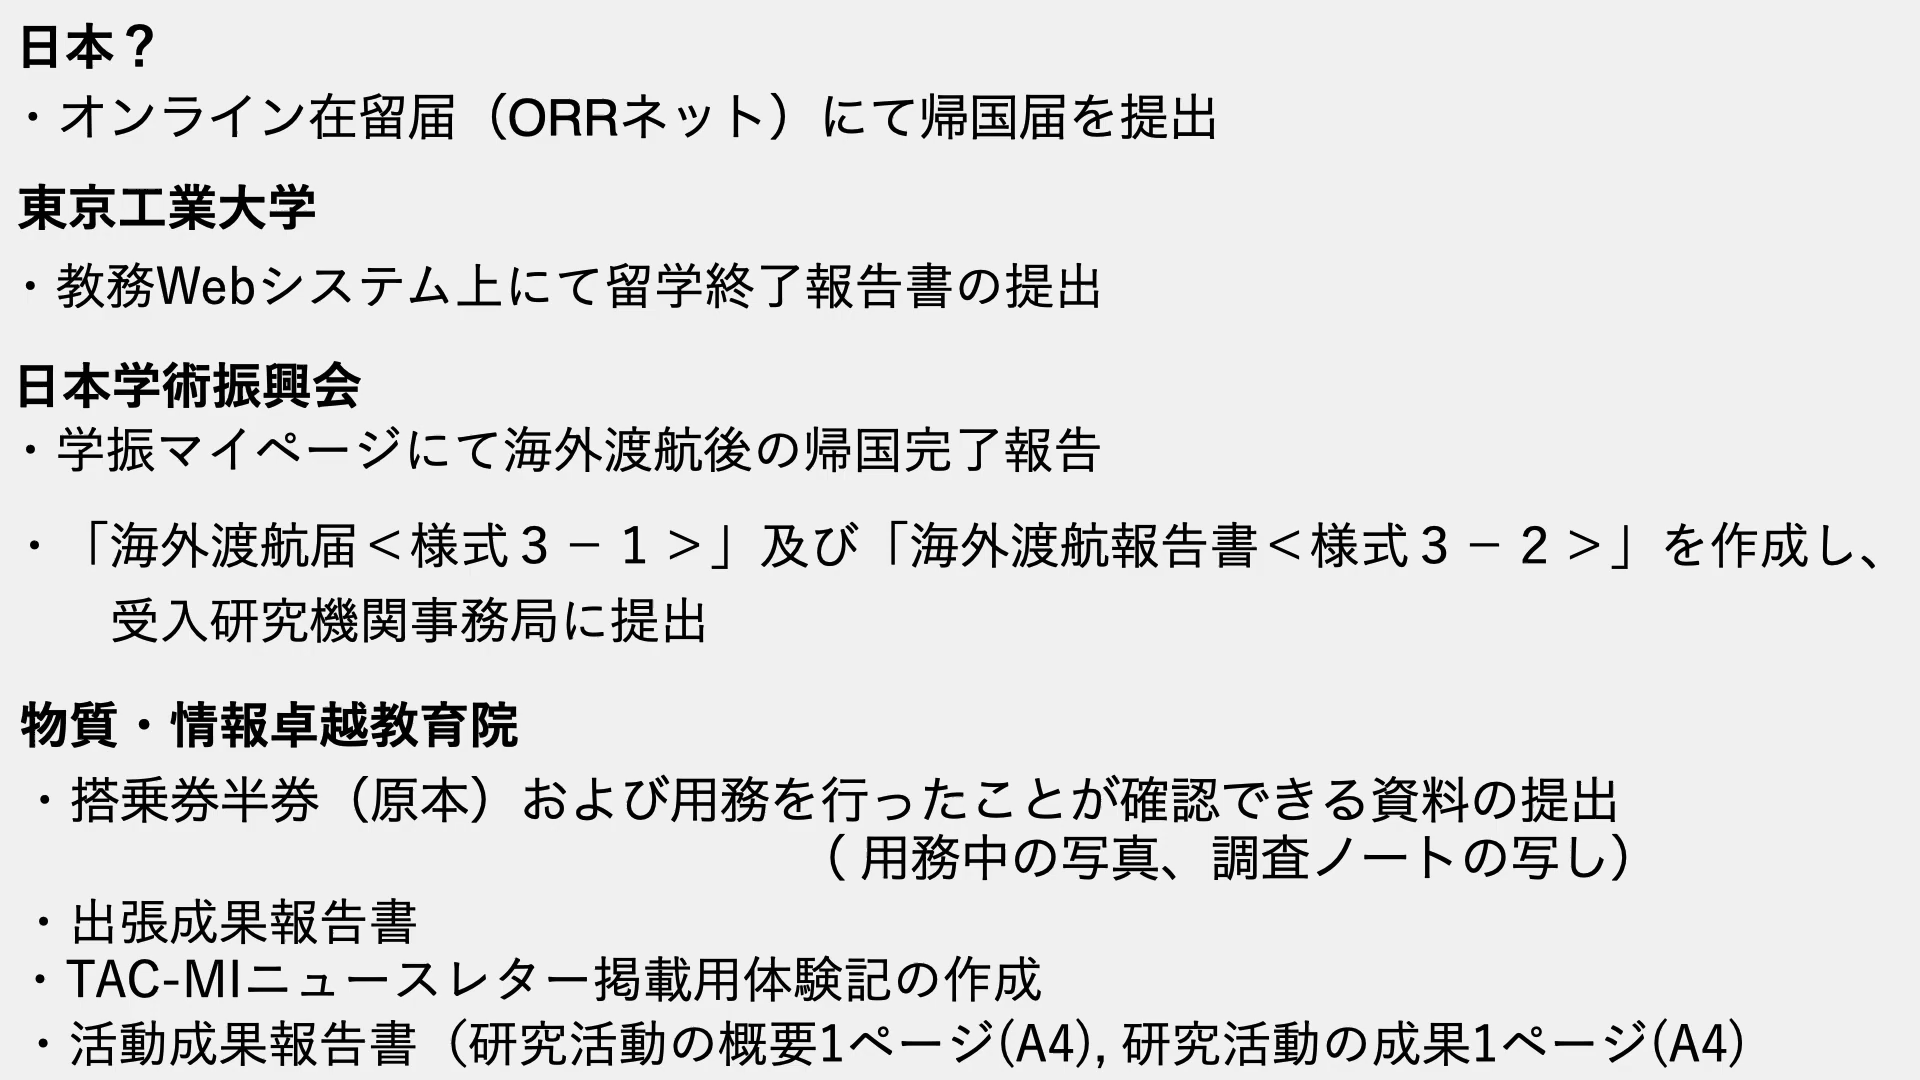 日本？
・オンライン在留届（ORRネット）にて帰国届を提出
東京工業大学
・教務Webシステム上にて留学終了報告書の提出
日本学術振興会
・学振マイページにて海外渡航後の帰国完了報告
・「海外渡航届＜様式３－１＞」及び「海外渡航報告書＜様式３－２＞」を作成し、
受入研究機関事務局に提出
物質・情報卓越教育院
・搭乗券半券（原本）および用務を行ったことが確認できる資料の提出
（ 用務中の写真、調査ノートの写し）
・出張成果報告書
・TAC-MIニュースレター掲載用体験記の作成
・活動成果報告書（研究活動の概要1ページ(A4), 研究活動の成果1ページ(A4)